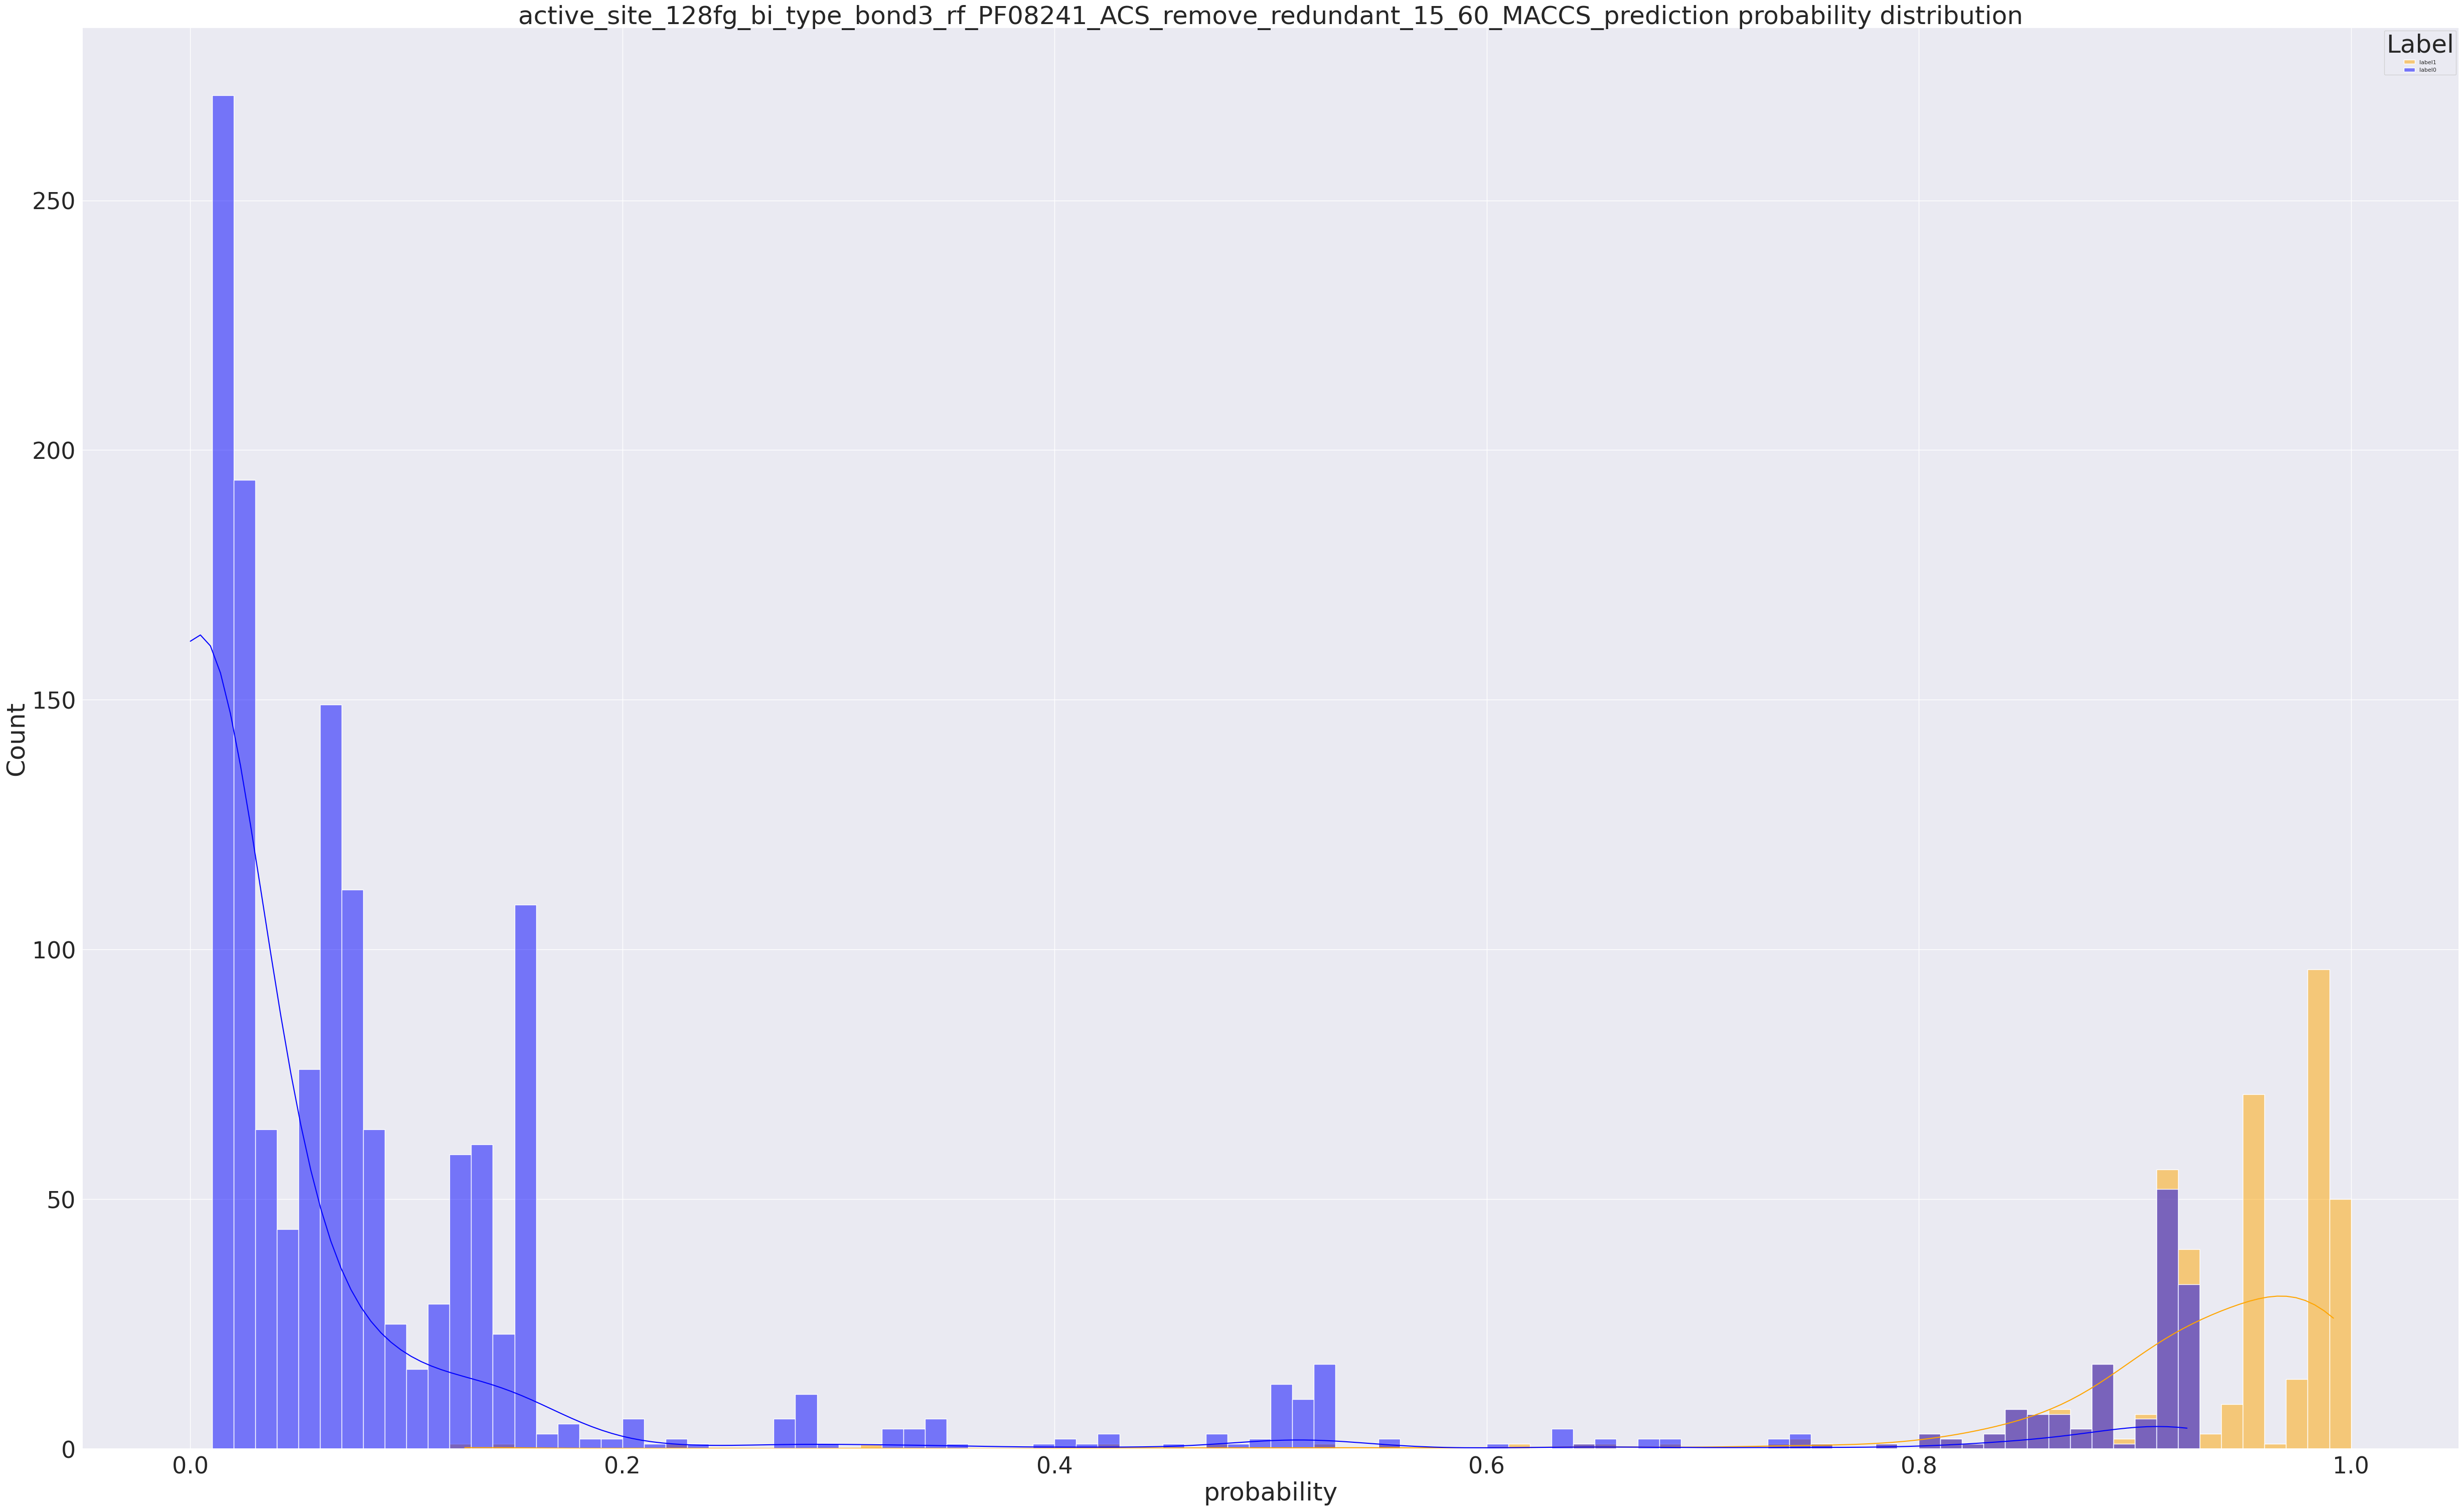 active_site_128fg_bi_type_bond3_rf_PF08241_ACS_remove_redundant_15_60_MACCS_prediction probability distribution
Label
label1
label0
250
200
150
100
50
0
Count
0.0 0.2 0.4 0.6 0.8 1.0
probability